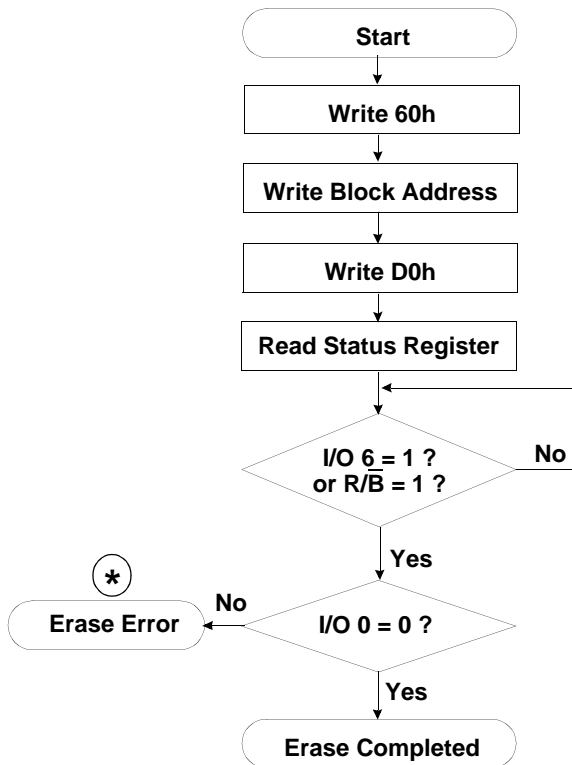 Start
Write 60h
Write Block Address
Write D0h
Read Status Register
I/O 6 = 1 ?
or R/B̅ = 1 ?
No
Yes
*
No
Erase Error
I/O 0 = 0 ?
Yes
Erase Completed